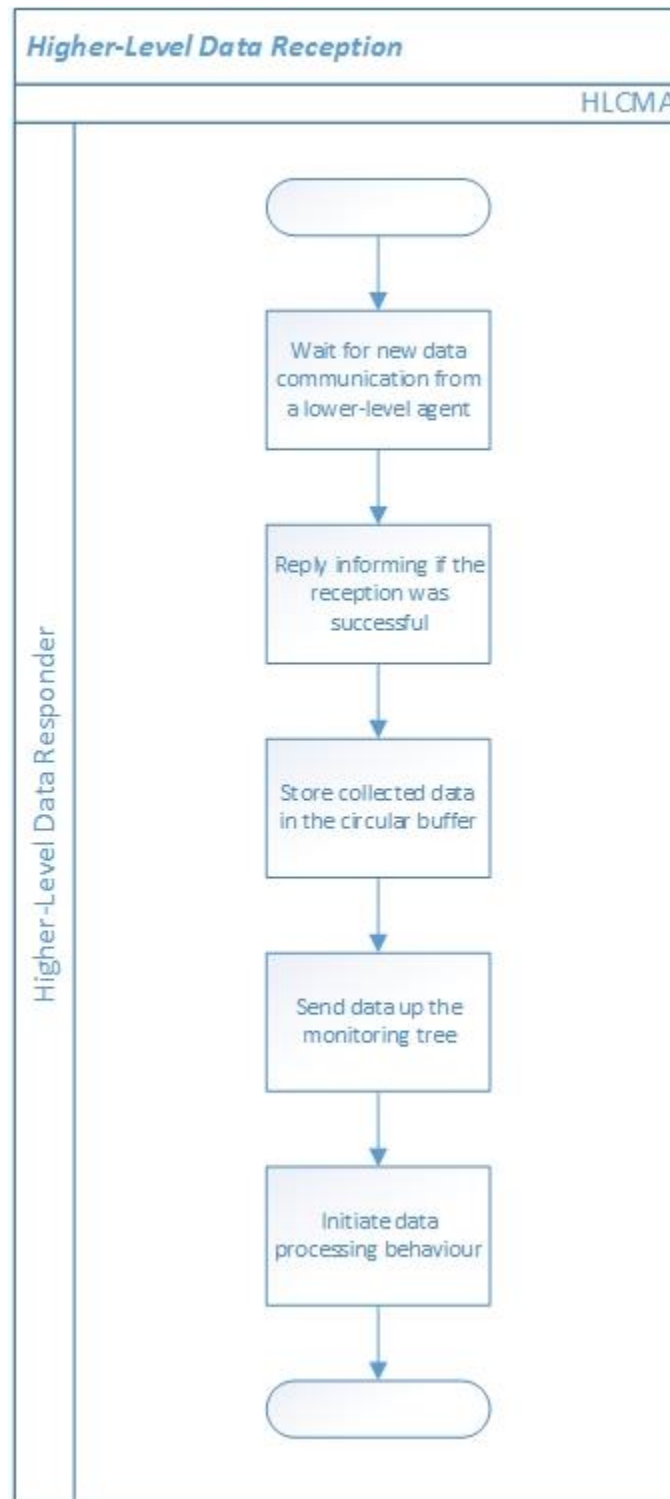 Higher-Level Data Reception
HLCMA
Higher-Level Data Responder
Wait for new data
communication from
a lower-level agent
Reply informing if the
reception was
successful
Store collected data
in the circular buffer
Send data up the
monitoring tree
Initiate data
processing behaviour